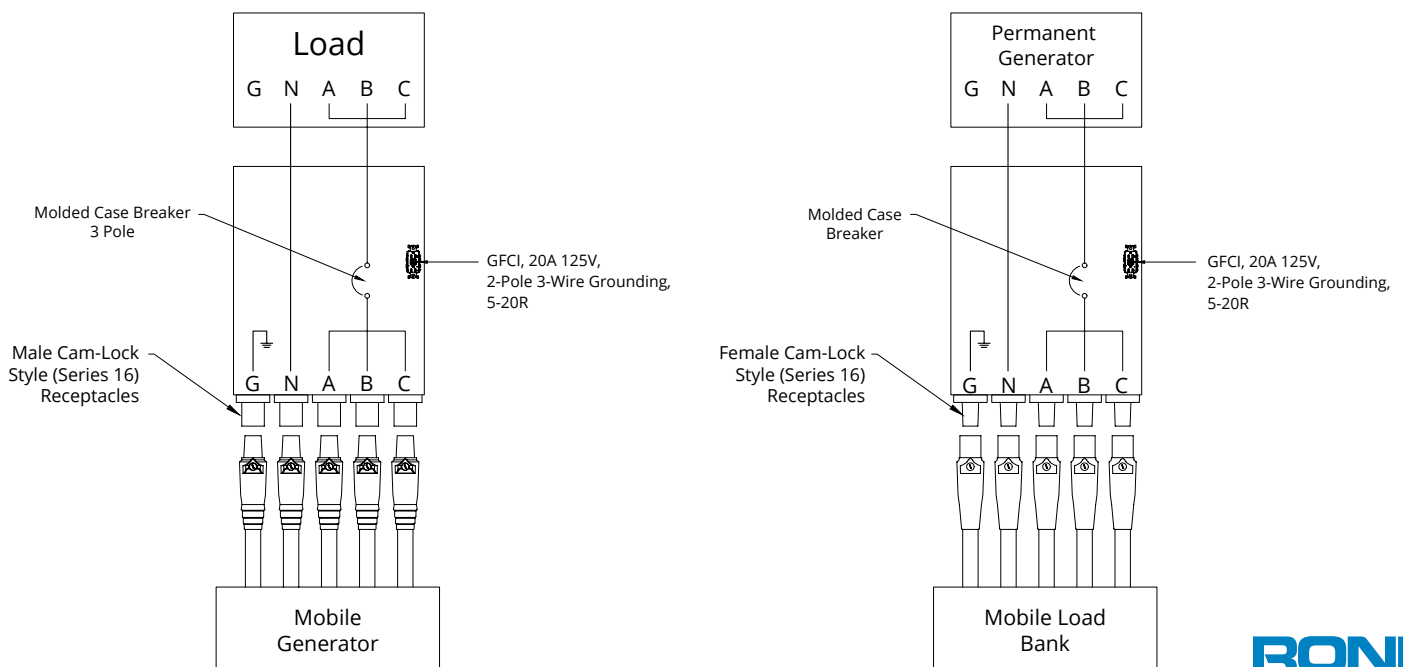 Load
G N A B C
Molded Case Breaker
3 Pole
GFCI, 20A 125V,
2-Pole 3-Wire Grounding,
5-20R
Male Cam-Lock
Style (Series 16)
Receptacles
G N A B C
Mobile
Generator
Permanent
Generator
G N A B C
Molded Case
Breaker
GFCI, 20A 125V,
2-Pole 3-Wire Grounding,
5-20R
Female Cam-Lock
Style (Series 16)
Receptacles
G N A B C
Mobile Load
Bank